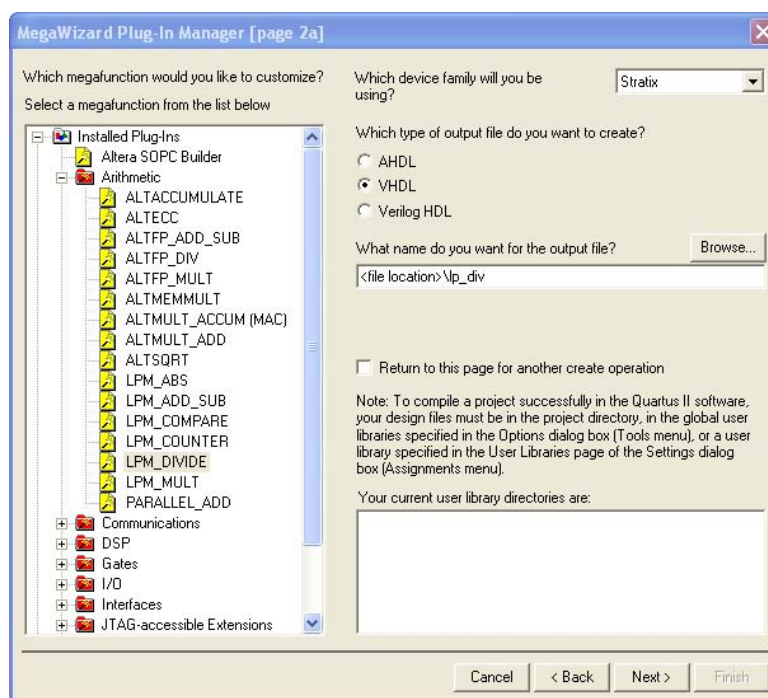 MegaWizard Plug-In Manager [page 2a]
Which megafunction would you like to customize?
Select a megafunction from the list below
Installed Plug-Ins
Altera SOPC Builder
Arithmetic
ALTACCUMULATE
ALTECC
ALTFP_ADD_SUB
ALTFP_DIV
ALTFP_MULT
ALTMEMMULT
ALTMULT_ACCUM (MAC)
ALTMULT_ADD
ALTSQRT
LPM_ABS
LPM_ADD_SUB
LPM_COMPARE
LPM_COUNTER
LPM_DIVIDE
LPM_MULT
PARALLEL_ADD
Communications
DSP
Gates
I/O
Interfaces
JTAG-accessible Extensions
Which device family will you be
using?
Stratix
Which type of output file do you want to create?
AHDL
VHDL
Verilog HDL
What name do you want for the output file?
Browse...
<file location>\lp_div
Return to this page for another create operation
Note: To compile a project successfully in the Quartus II software,
your design files must be in the project directory, in the global user
libraries specified in the Options dialog box (Tools menu), or a user
library specified in the User Libraries page of the Settings dialog
box (Assignments menu).
Your current user library directories are:
Cancel
< Back
Next >
Finish